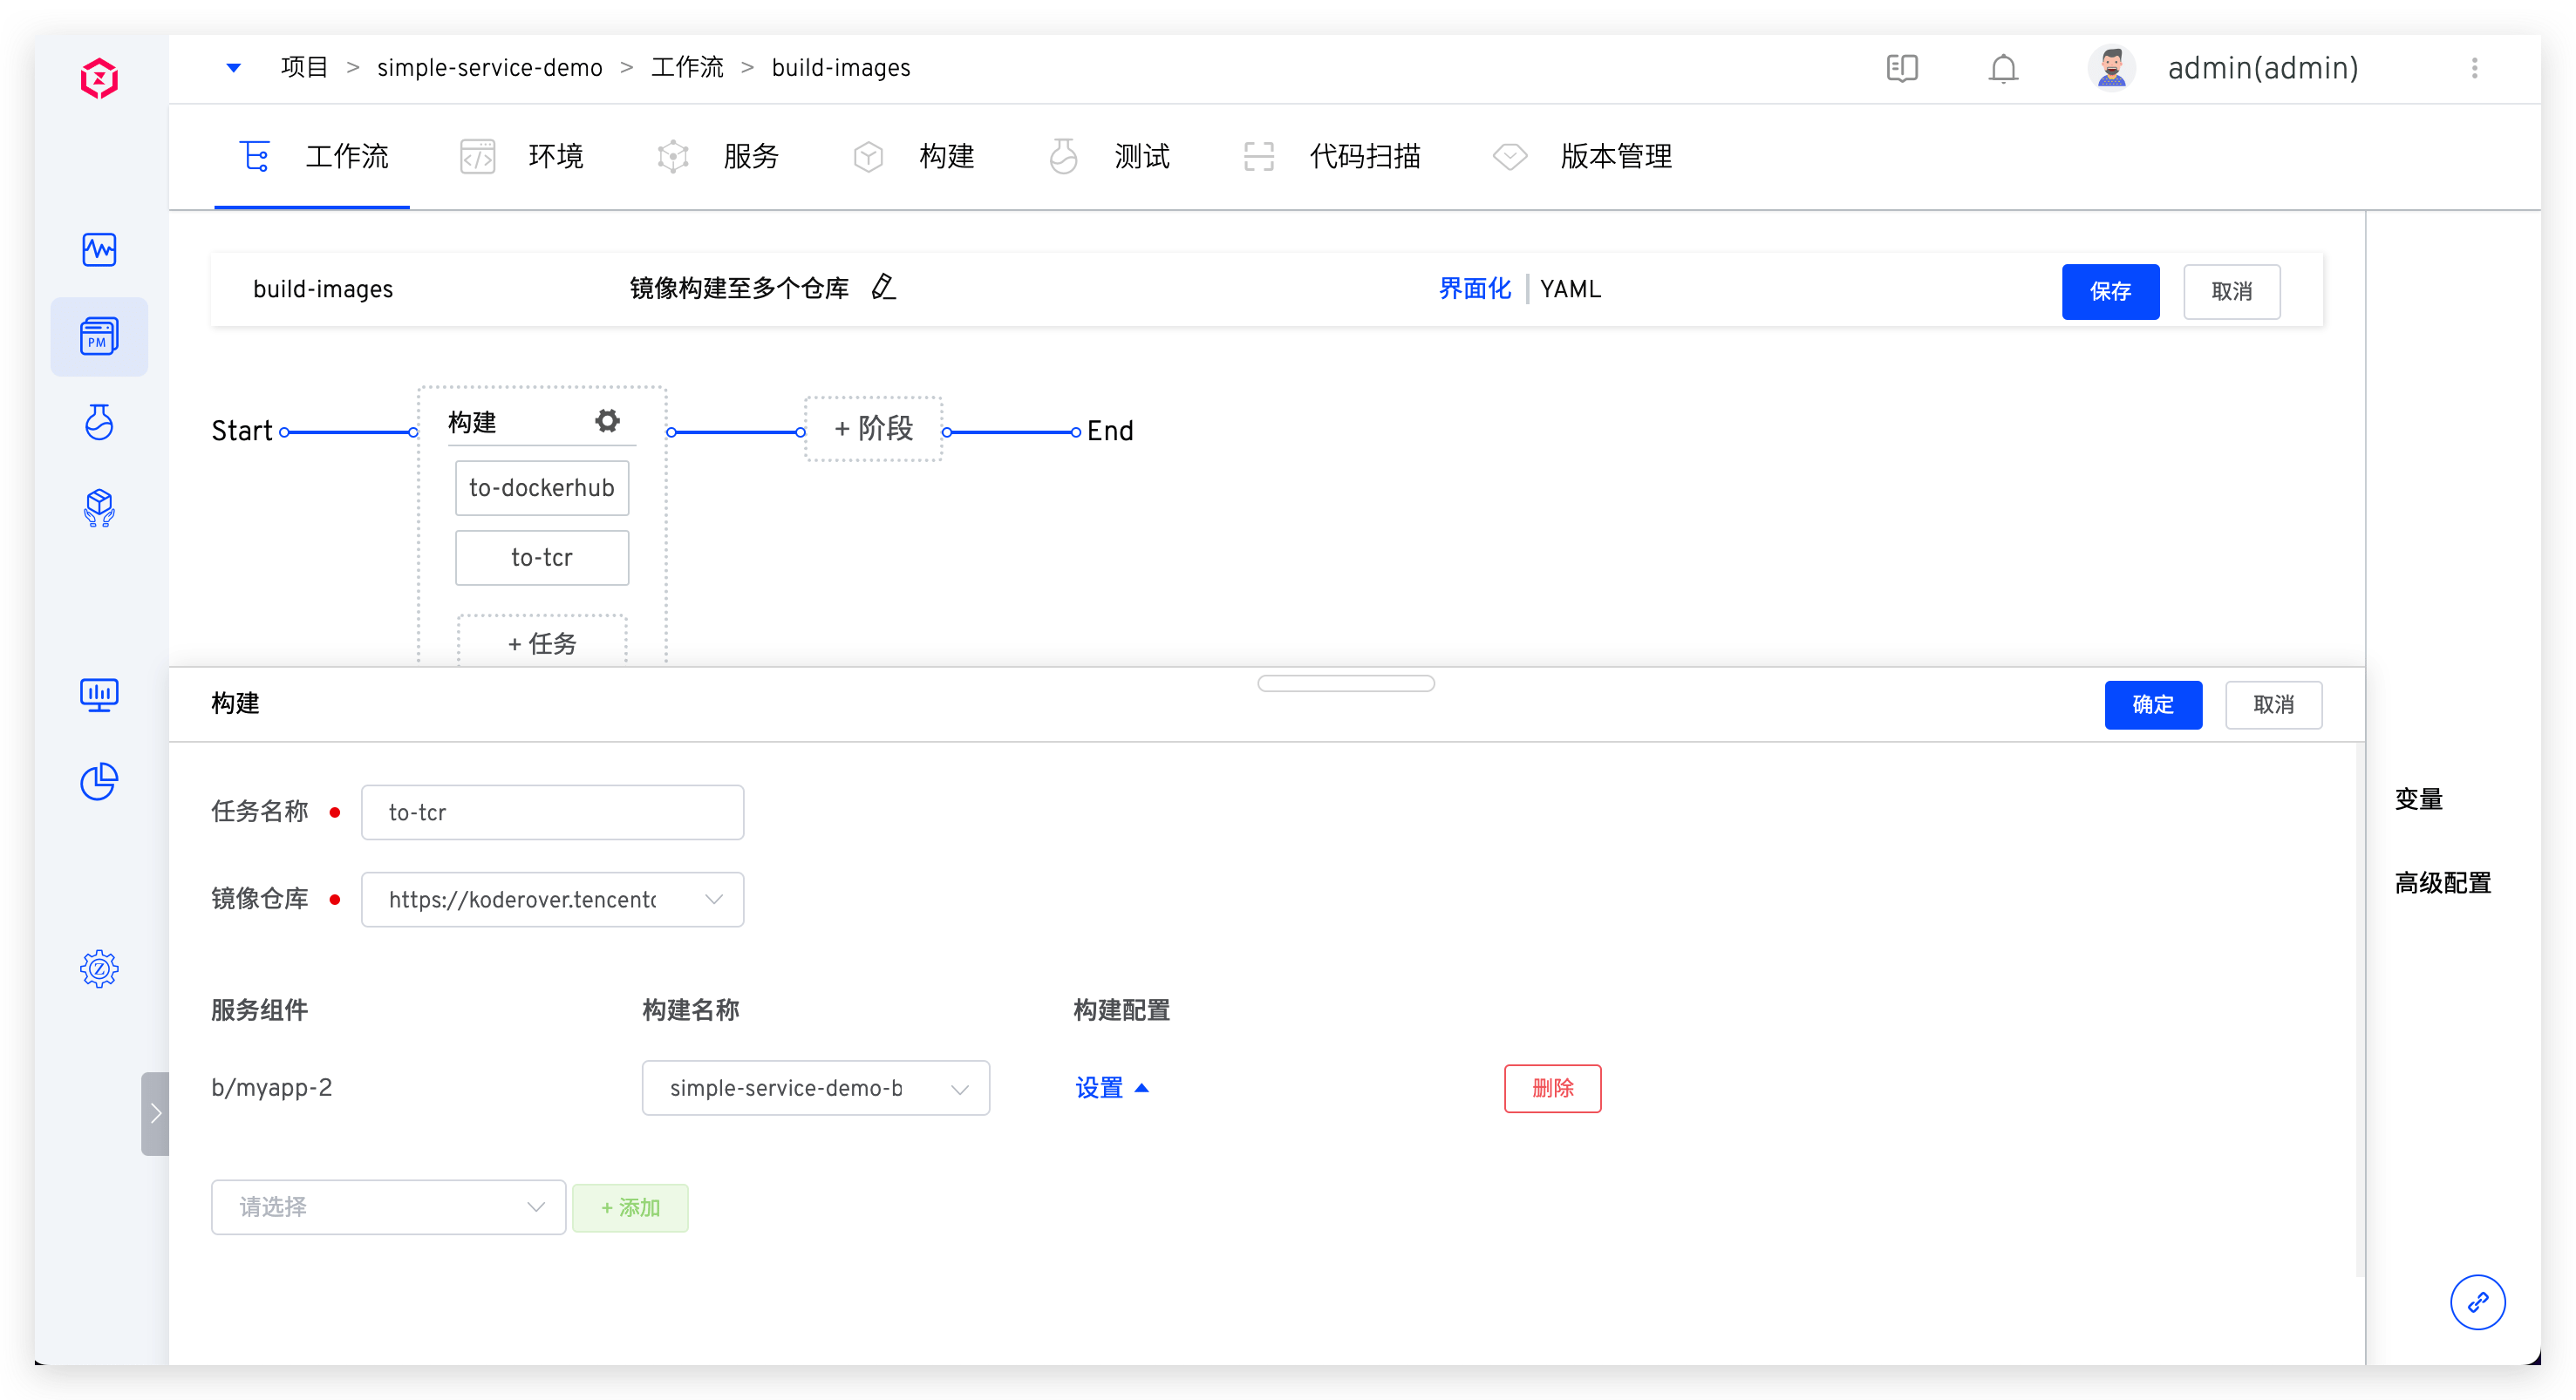 项目 > simple-service-demo > 工作流 > build-images
admin(admin)
工作流 环境 服务 构建 测试 代码扫描 版本管理
PM
build-images 镜像构建至多个仓库 界面化 | YAML 保存 取消
Start 构建 + 阶段 End
to-dockerhub
to-tcr
+ 任务
构建 确定 取消
任务名称 to-tcr
变量
镜像仓库 https://koderover.tencentc
高级配置
服务组件 构建名称 构建配置
b/myapp-2 simple-service-demo-b 设置 删除
请选择 + 添加